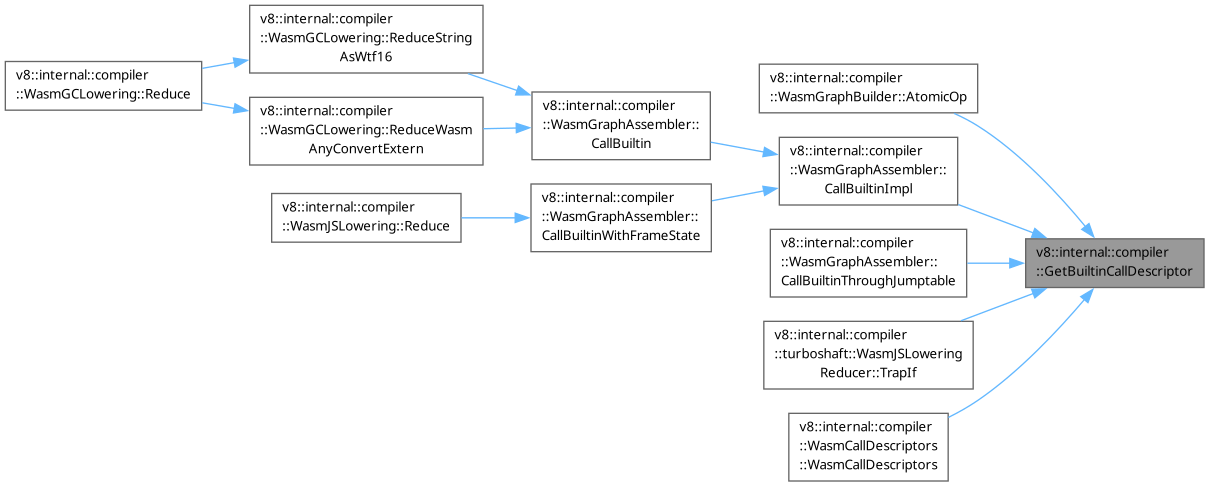 v8::internal::compiler
::WasmGCLowering::Reduce
v8::internal::compiler
::WasmGCLowering::ReduceString
AsWtf16
v8::internal::compiler
::WasmGCLowering::ReduceWasm
AnyConvertExtern
v8::internal::compiler
::WasmJSLowering::Reduce
v8::internal::compiler
::WasmGraphAssembler::
CallBuiltin
v8::internal::compiler
::WasmGraphAssembler::
CallBuiltinWithFrameState
v8::internal::compiler
::WasmGraphBuilder::AtomicOp
v8::internal::compiler
::WasmGraphAssembler::
CallBuiltinImpl
v8::internal::compiler
::WasmGraphAssembler::
CallBuiltinThroughJumptable
v8::internal::compiler
::turboshaft::WasmJSLowering
Reducer::TrapIf
v8::internal::compiler
::WasmCallDescriptors
::WasmCallDescriptors
v8::internal::compiler
::GetBuiltinCallDescriptor